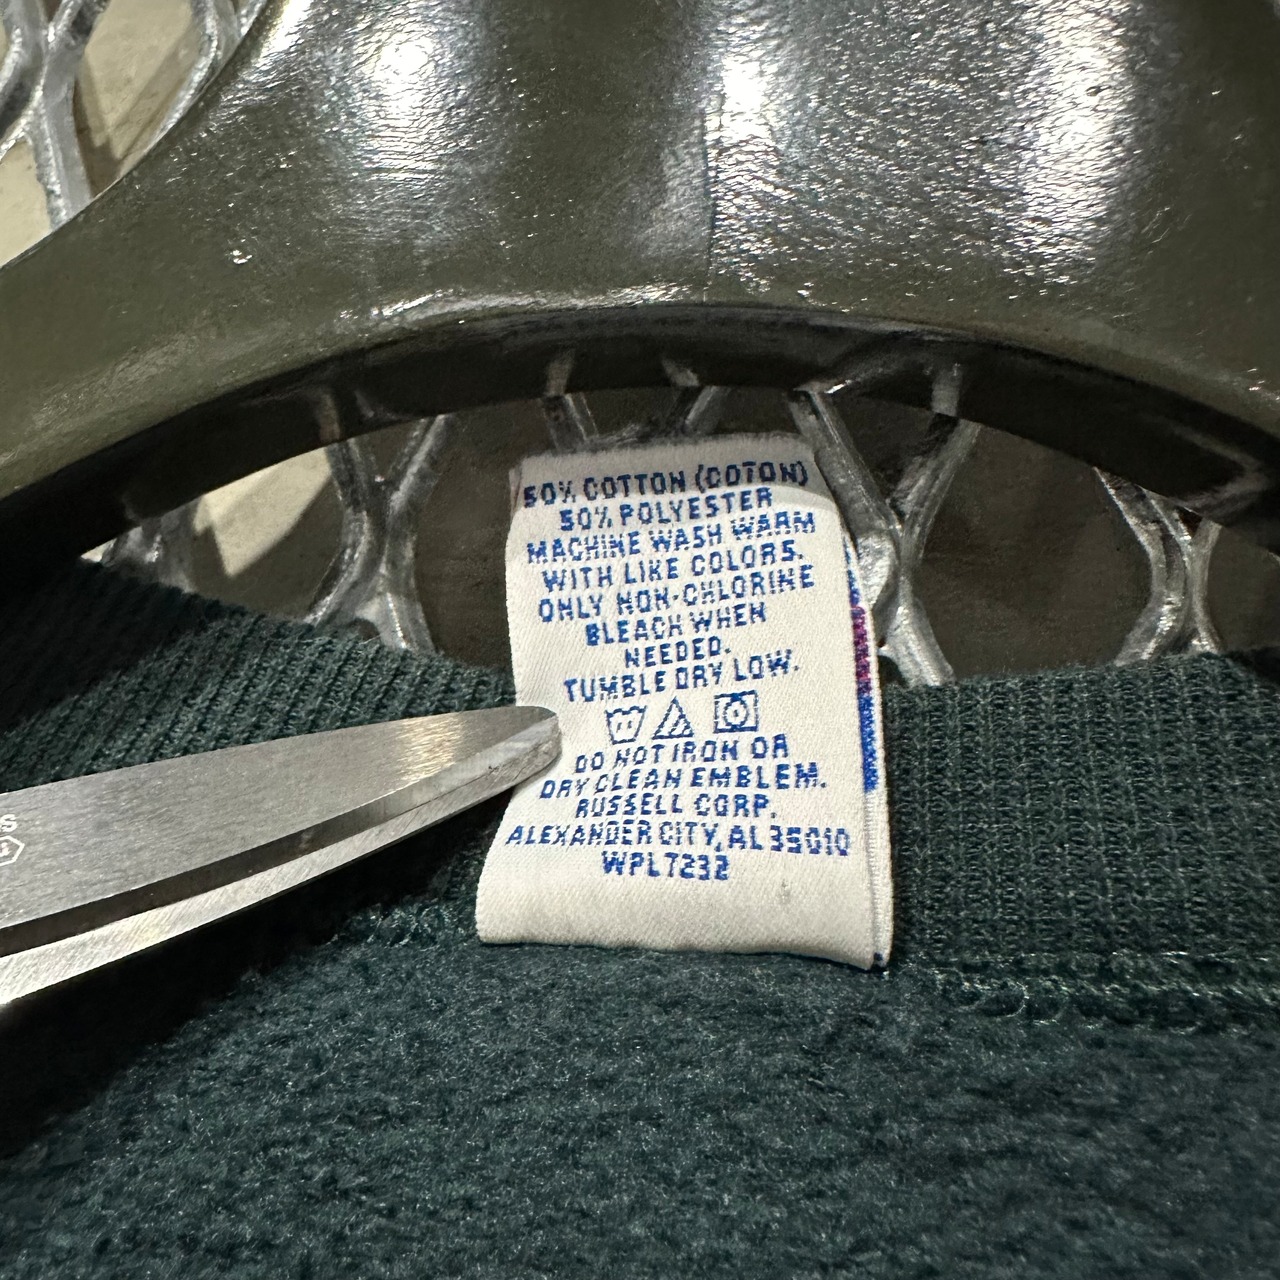 50% COTTON (COTON)
50% POLYESTER
MACHINE WASH WARM
WITH LIKE COLORS.
ONLY NON-CHLORINE
BLEACH WHEN
NEEDED.
TUMBLE DRY LOW.
DO NOT IRON OR
DRY CLEAN EMBLEM.
RUSSELL CORP.
ALEXANDER CITY, AL 35010
WPL7232